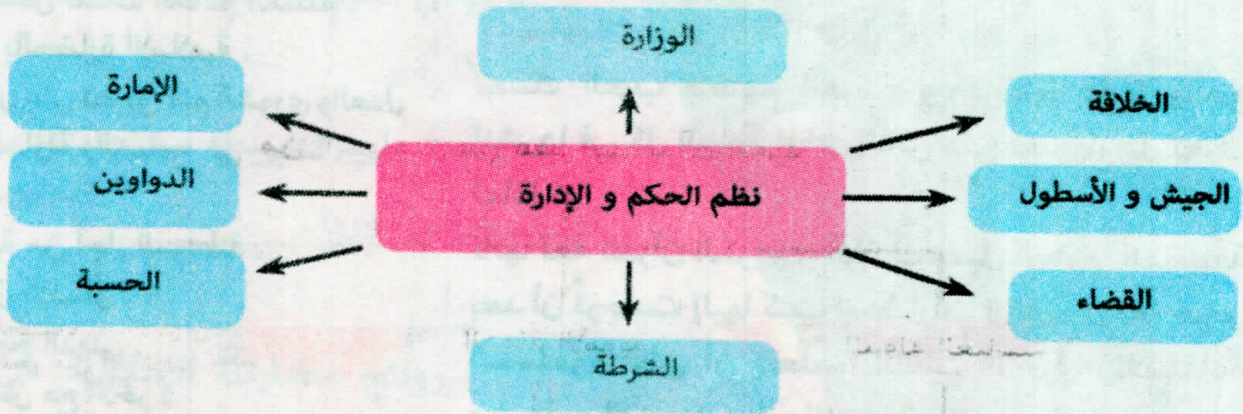 الوزارة
الإمارة
الخلافة
الدواوين
نظم الحكم و الإدارة
الجيش و الأسطول
الحسبة
القضاء
الشرطة